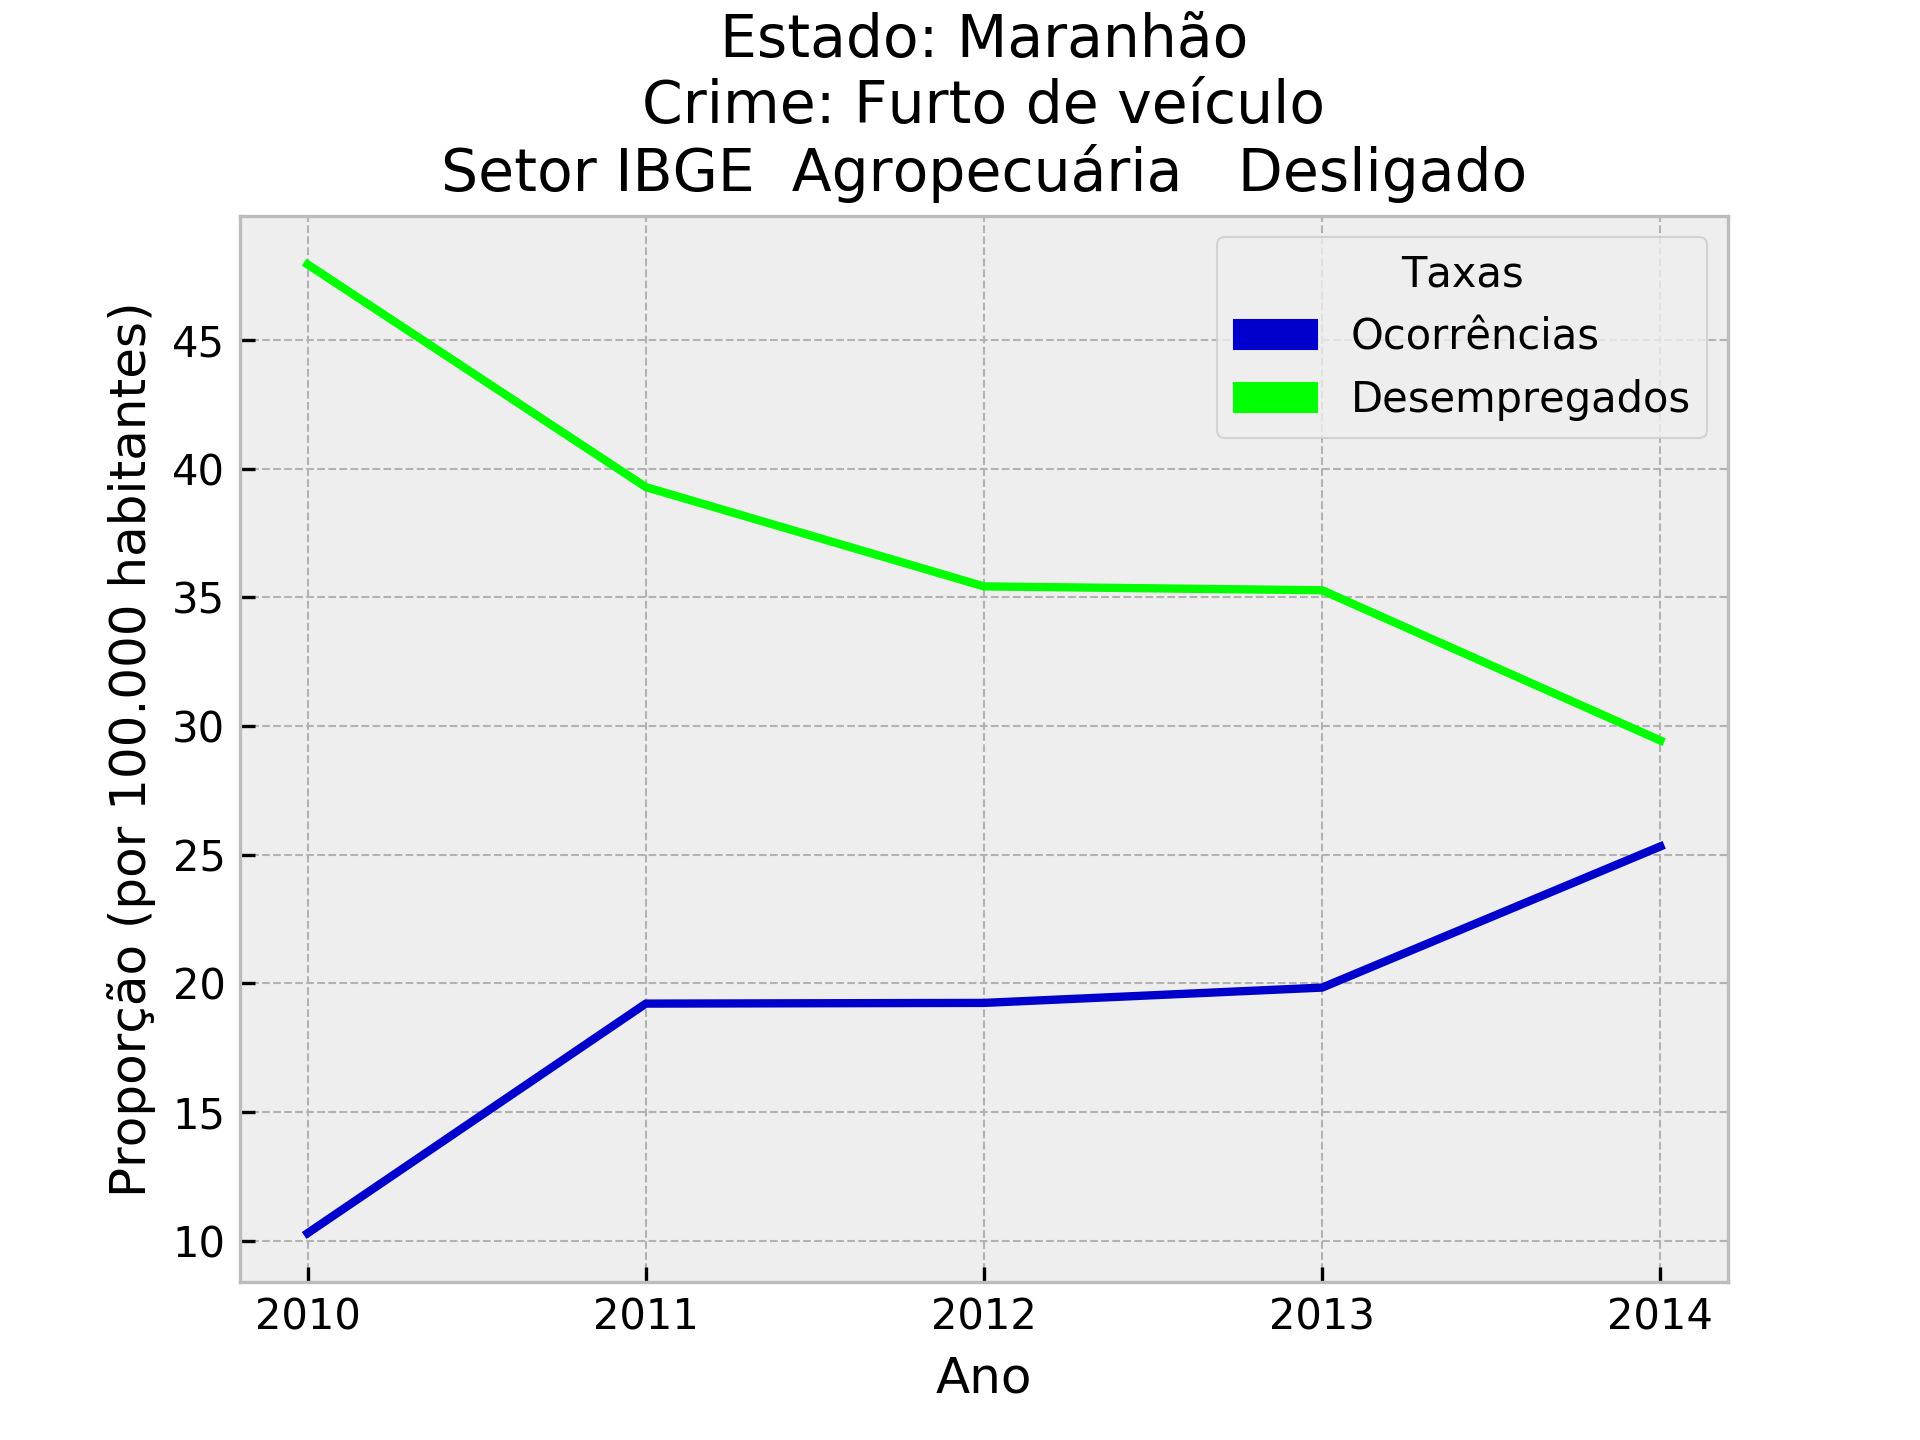 Estado: Maranhão
Crime: Furto de veículo
Setor IBGE  Agropecuária   Desligado
Taxas
Ocorrências
Desempregados
Proporção (por 100.000 habitantes)
45
40
35
30
25
20
15
10
2010 2011 2012 2013 2014
Ano